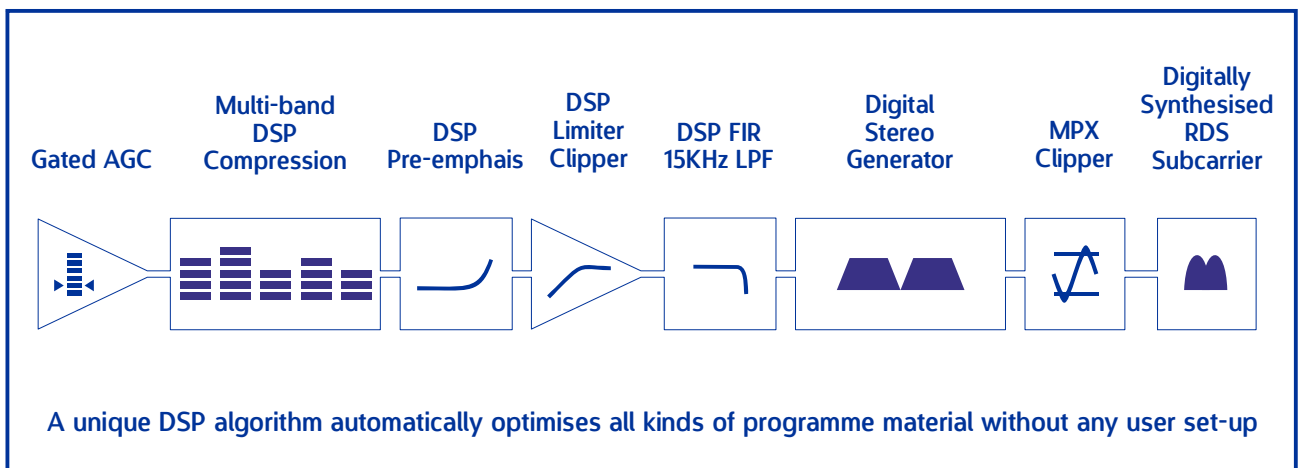 Gated AGC
Multi-band
DSP
Compression
DSP
Pre-emphais
DSP
Limiter
Clipper
DSP FIR
15KHz LPF
Digital
Stereo
Generator
MPX
Clipper
Digitally
Synthesised
RDS
Subcarrier
A unique DSP algorithm automatically optimises all kinds of programme material without any user set-up